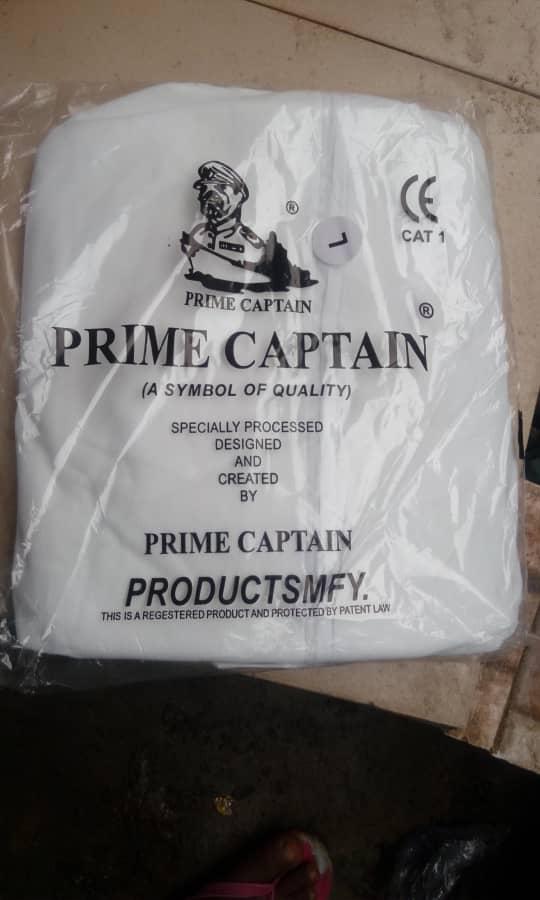 ®
L
CE
CAT 1
PRIME CAPTAIN
PRIME CAPTAIN®
(A SYMBOL OF QUALITY)
SPECIALLY PROCESSED
DESIGNED
AND
CREATED
BY
PRIME CAPTAIN
PRODUCTSMFY.
THIS IS A REGESTERED PRODUCT AND PROTECTED BY PATENT LAW